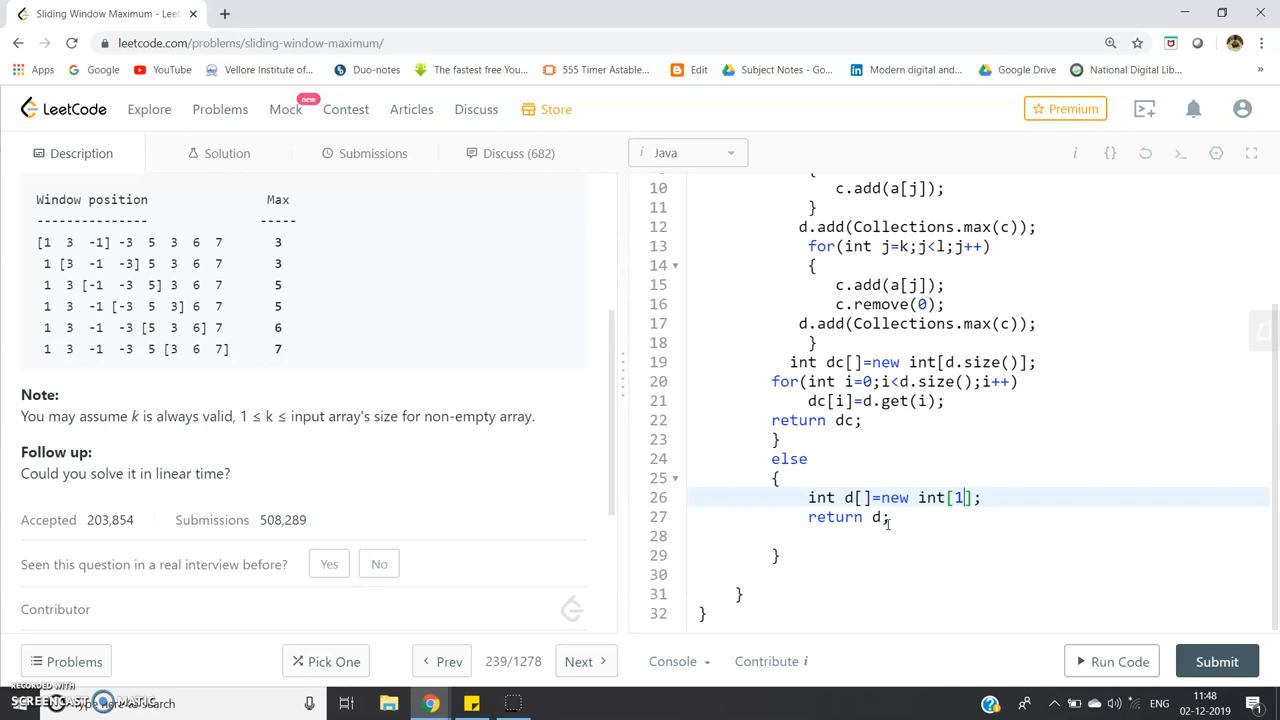 Sliding Window Maximum - Leet
leetcode.com/problems/sliding-window-maximum/
Apps Google YouTube Vellore Institute of... Duo-notes The fastest free You... 555 Timer Astable... Edit Subject Notes - Go... Modern digital and... Google Drive National Digital Lib... »
LeetCode Explore Problems Mock new Contest Articles Discuss Store Premium
Description Solution Submissions Discuss (682) i Java
Window position Max
--------------- -----
[1 3 -1] -3 5 3 6 7 3
1 [3 -1 -3] 5 3 6 7 3
1 3 [-1 -3 5] 3 6 7 5
1 3 -1 [-3 5 3] 6 7 5
1 3 -1 -3 [5 3 6] 7 6
1 3 -1 -3 5 [3 6 7] 7
Note:
You may assume k is always valid, 1 ≤ k ≤ input array's size for non-empty array.
Follow up:
Could you solve it in linear time?
Accepted 203,854 Submissions 508,289
Seen this question in a real interview before? Yes No
Contributor
10 c.add(a[j]);
11 }
12 d.add(Collections.max(c));
13 for(int j=k;j<l;j++)
14 {
15 c.add(a[j]);
16 c.remove(0);
17 d.add(Collections.max(c));
18 }
19 int dc[]=new int[d.size()];
20 for(int i=0;i<d.size();i++)
21 dc[i]=d.get(i);
22 return dc;
23 }
24 else
25 {
26 int d[]=new int[1];
27 return d;
28
29 }
30
31 }
32 }
Problems Pick One Prev 239/1278 Next Console Contribute i Run Code Submit
RECORDED WITH
SCREENCAST MATIC
here to search
ENG
11:48
02-12-2019